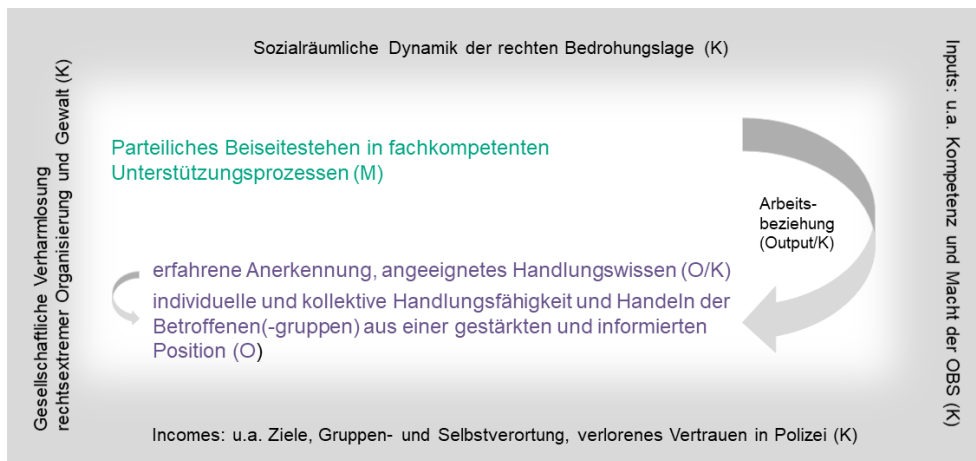 Sozialräumliche Dynamik der rechten Bedrohungslage (K)
Gesellschaftliche Verharmlosung
rechtsextremer Organisierung und Gewalt (K)
Parteiliches Beiseitestehen in fachkompetenten
Unterstützungsprozessen (M)
Arbeits-
beziehung
(Output/K)
erfahrene Anerkennung, angeeignetes Handlungswissen (O/K)
individuelle und kollektive Handlungsfähigkeit und Handeln der
Betroffenen(-gruppen) aus einer gestärkten und informierten
Position (O)
Inputs: u.a. Kompetenz und Macht der OBS (K)
Incomes: u.a. Ziele, Gruppen- und Selbstverortung, verlorenes Vertrauen in Polizei (K)